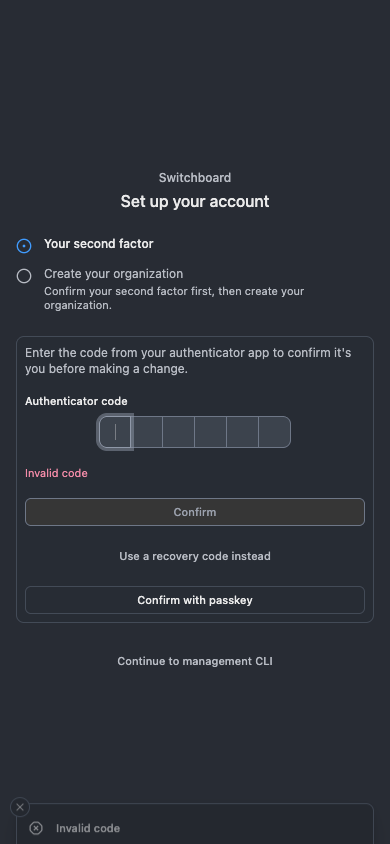 Switchboard
Set up your account
Your second factor
Create your organization
Confirm your second factor first, then create your
organization.
Enter the code from your authenticator app to confirm it's
you before making a change.
Authenticator code
Invalid code
Confirm
Use a recovery code instead
Confirm with passkey
Continue to management CLI
Invalid code